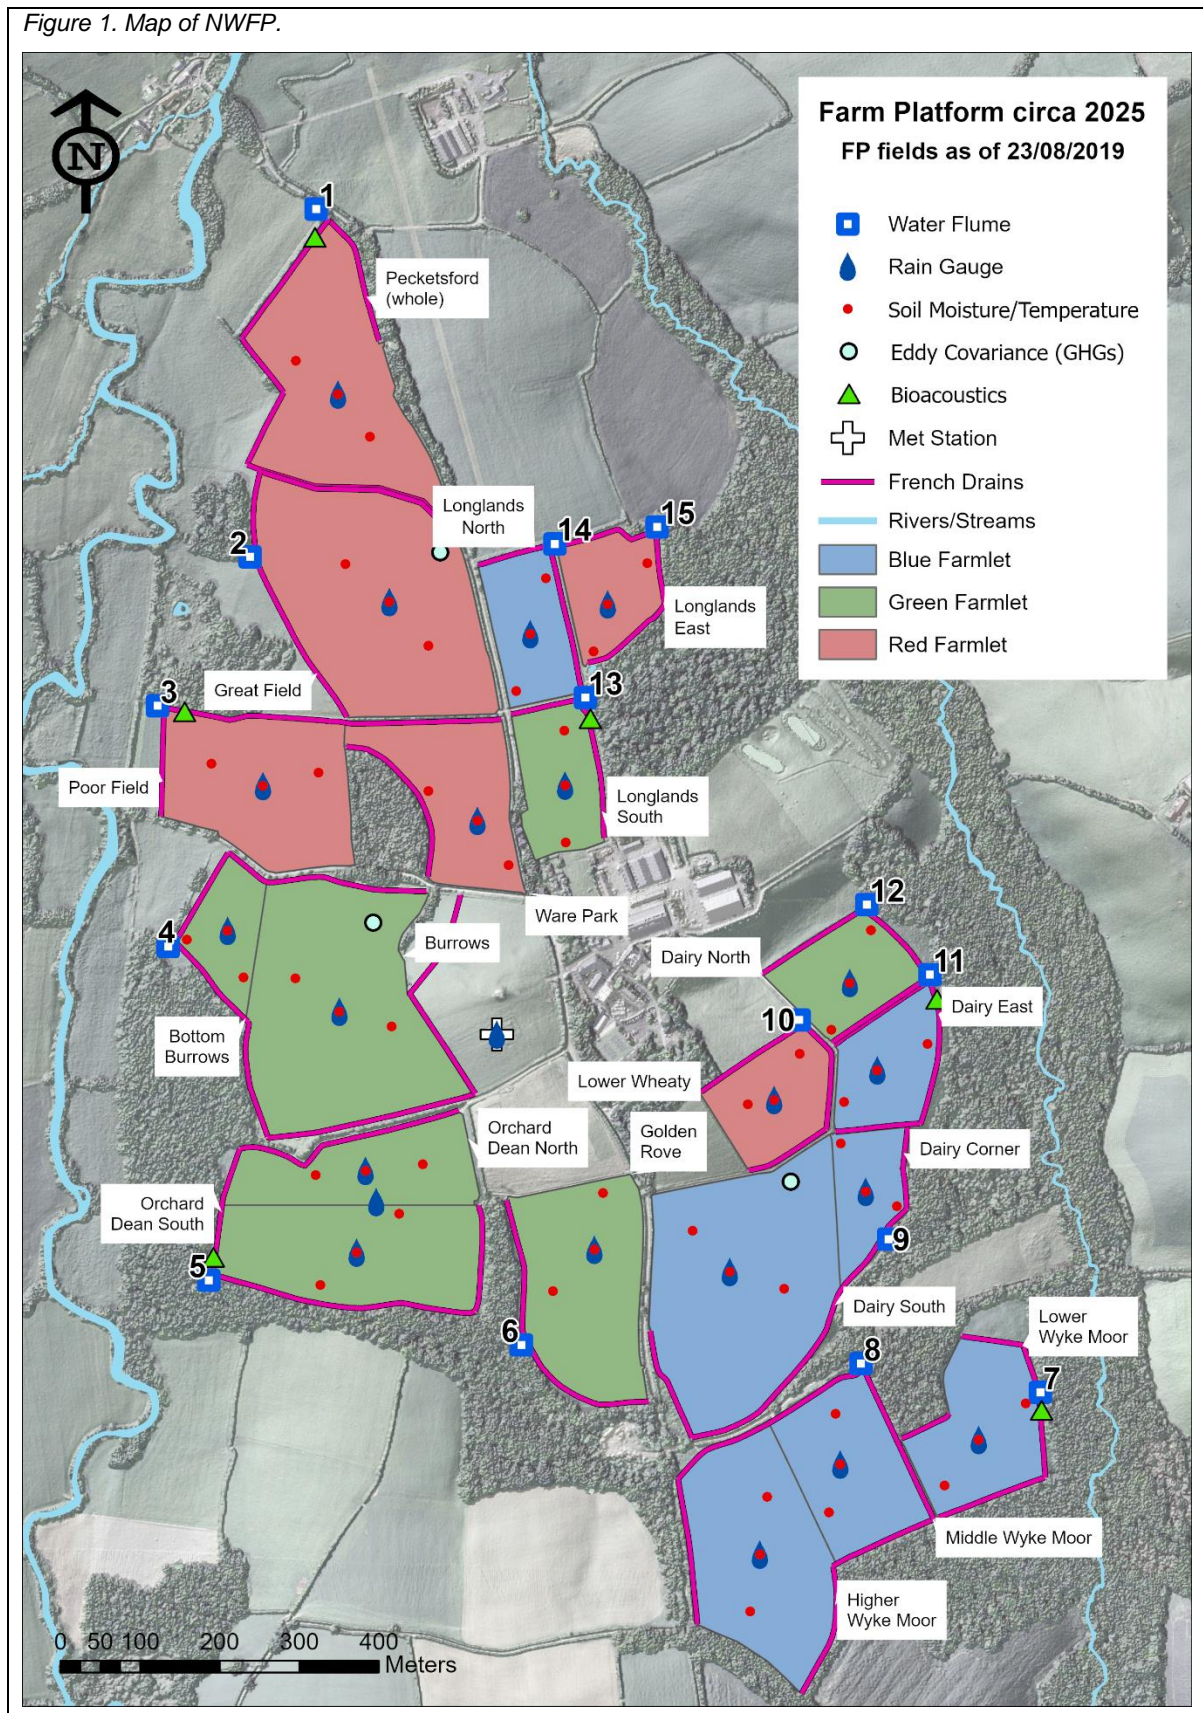 Figure 1. Map of NWFP.
Farm Platform circa 2025
FP fields as of 23/08/2019
Water Flume
Rain Gauge
Soil Moisture/Temperature
Eddy Covariance (GHGs)
Bioacoustics
Met Station
French Drains
Rivers/Streams
Blue Farmlet
Green Farmlet
Red Farmlet
N
1
Pecketsford
(whole)
Longlands
North
14
15
2
Longlands
East
Great Field
3
13
Poor Field
Longlands
South
12
Ware Park
4
Burrows
Dairy North
11
Dairy East
10
Bottom
Burrows
Lower Wheaty
Orchard
Dean North
Golden
Rove
Dairy Corner
Orchard
Dean South
9
5
Dairy South
Lower
Wyke Moor
6
8
7
Middle Wyke Moor
Higher
Wyke Moor
0 50 100 200 300 400
Meters